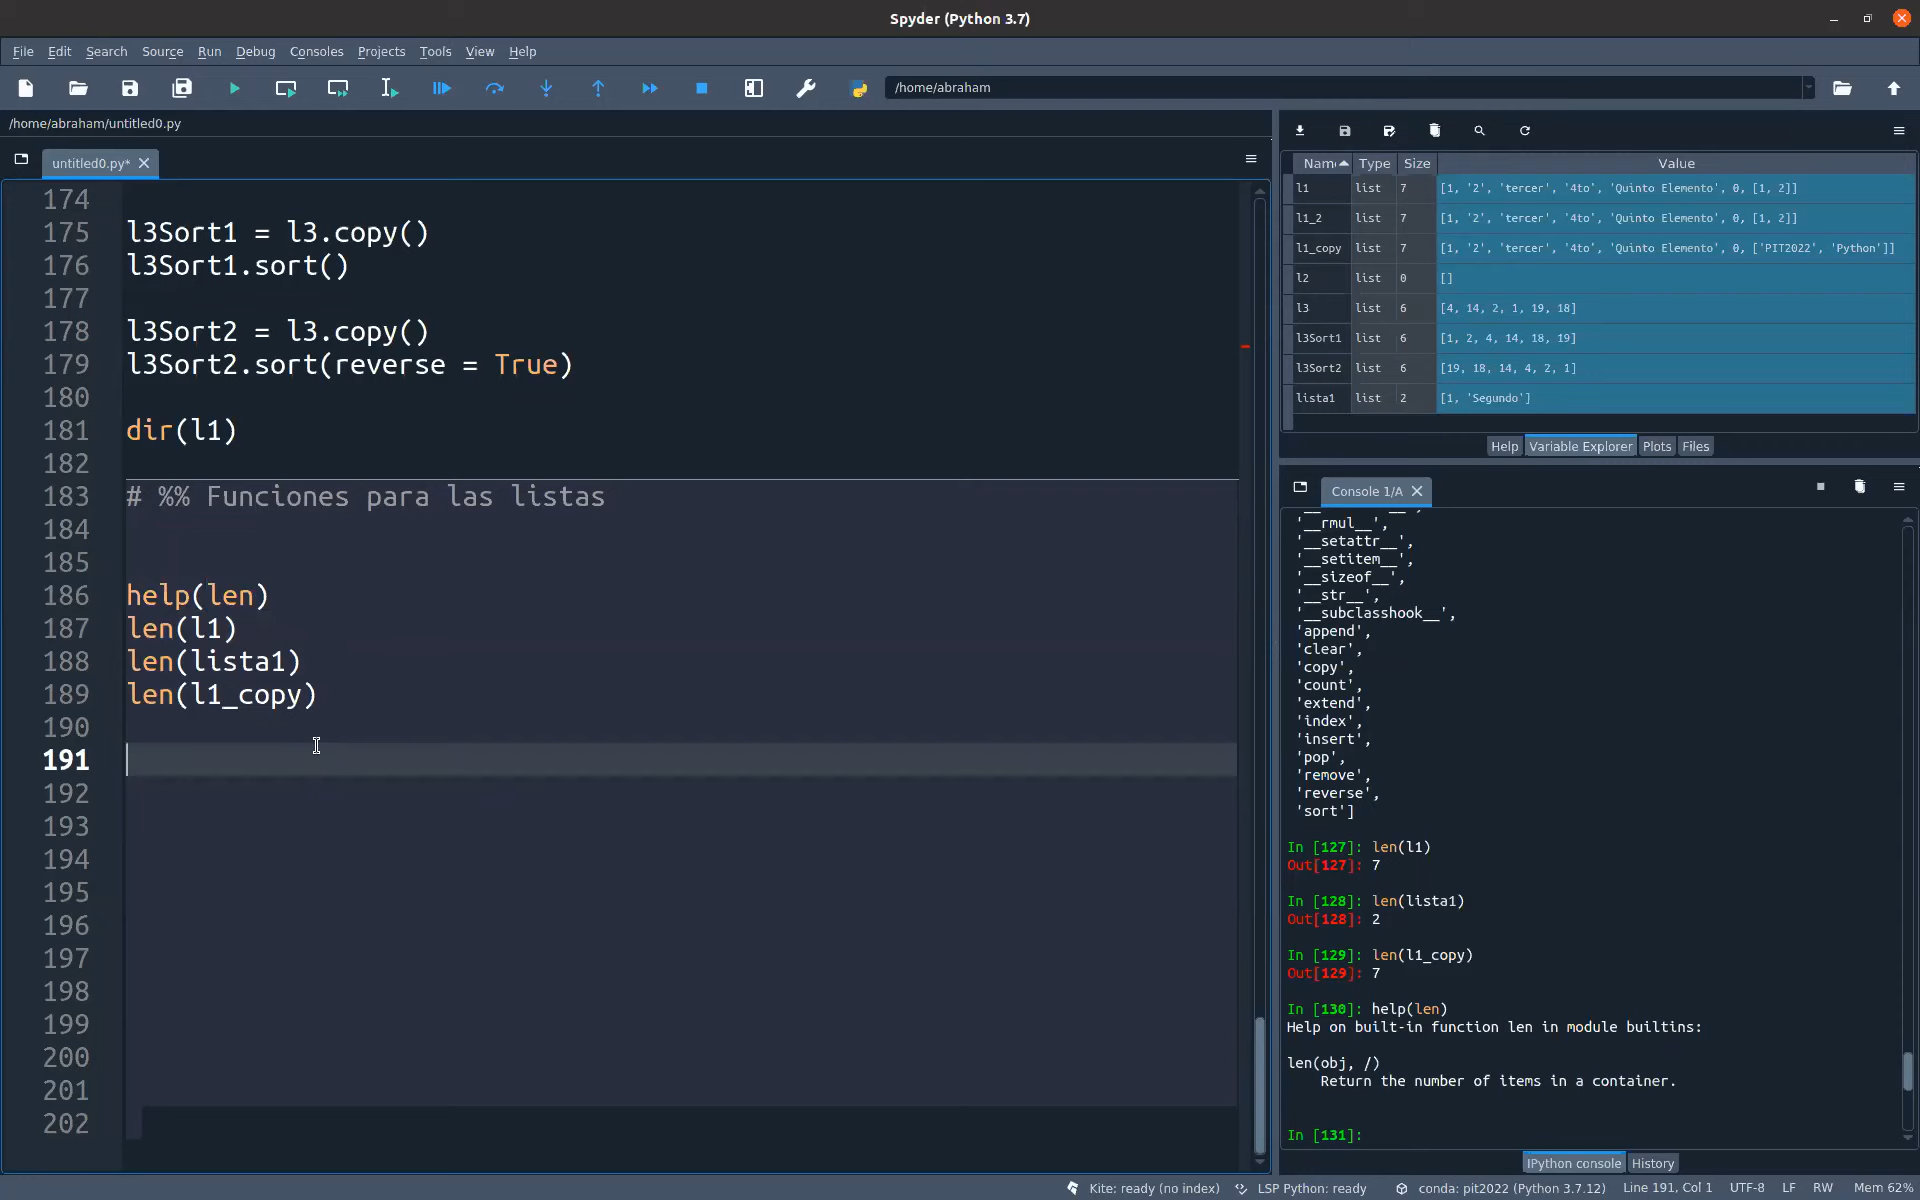 Spyder (Python 3.7)
File Edit Search Source Run Debug Consoles Projects Tools View Help
/home/abraham
/home/abraham/untitled0.py
untitled0.py*
174
175 l3Sort1 = l3.copy()
176 l3Sort1.sort()
177
178 l3Sort2 = l3.copy()
179 l3Sort2.sort(reverse = True)
180
181 dir(l1)
182
183 # %% Funciones para las listas
184
185
186 help(len)
187 len(l1)
188 len(lista1)
189 len(l1_copy)
190
191
192
193
194
195
196
197
198
199
200
201
202
Name Type Size Value
l1 list 7 [1, '2', 'tercer', '4to', 'Quinto Elemento', 0, [1, 2]]
l1_2 list 7 [1, '2', 'tercer', '4to', 'Quinto Elemento', 0, [1, 2]]
l1_copy list 7 [1, '2', 'tercer', '4to', 'Quinto Elemento', 0, ['PIT2022', 'Python']]
l2 list 0 []
l3 list 6 [4, 14, 2, 1, 19, 18]
l3Sort1 list 6 [1, 2, 4, 14, 18, 19]
l3Sort2 list 6 [19, 18, 14, 4, 2, 1]
lista1 list 2 [1, 'Segundo']
Help Variable Explorer Plots Files
Console 1/A
'__rmul__',
'__setattr__',
'__setitem__',
'__sizeof__',
'__str__',
'__subclasshook__',
'append',
'clear',
'copy',
'count',
'extend',
'index',
'insert',
'pop',
'remove',
'reverse',
'sort']
In [127]: len(l1)
Out[127]: 7
In [128]: len(lista1)
Out[128]: 2
In [129]: len(l1_copy)
Out[129]: 7
In [130]: help(len)
Help on built-in function len in module builtins:
len(obj, /)
Return the number of items in a container.
In [131]:
IPython console History
Kite: ready (no index) LSP Python: ready conda: pit2022 (Python 3.7.12) Line 191, Col 1 UTF-8 LF RW Mem 62%